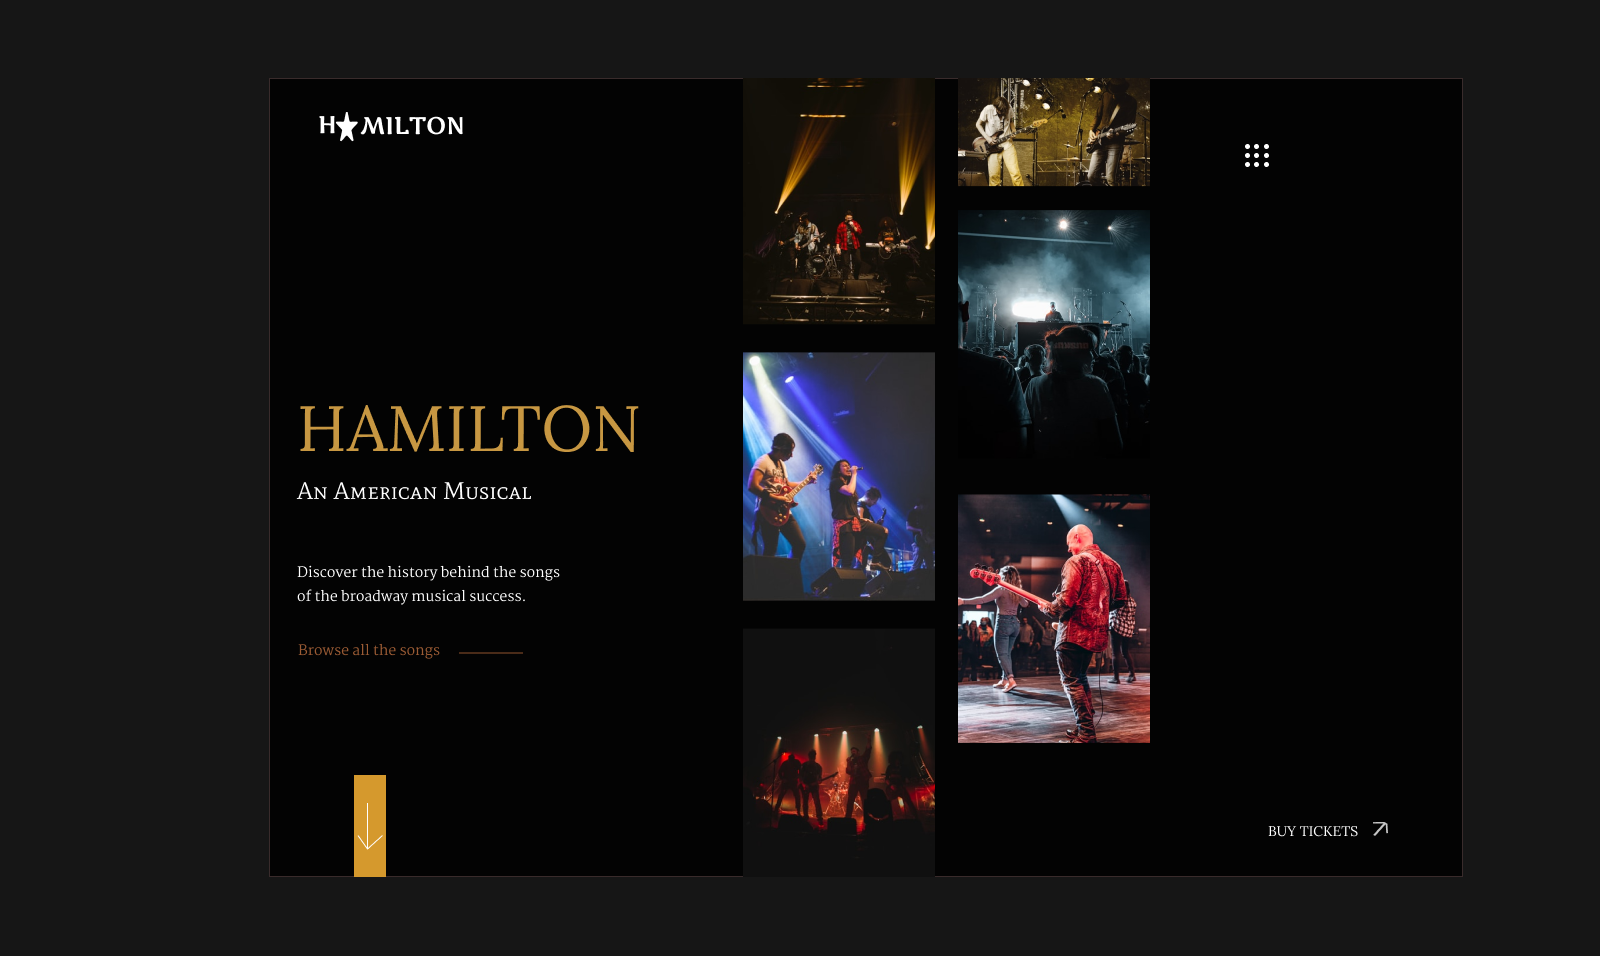 H★MILTON
HAMILTON
An American Musical
Discover the history behind the songs
of the broadway musical success.
Browse all the songs
BUY TICKETS